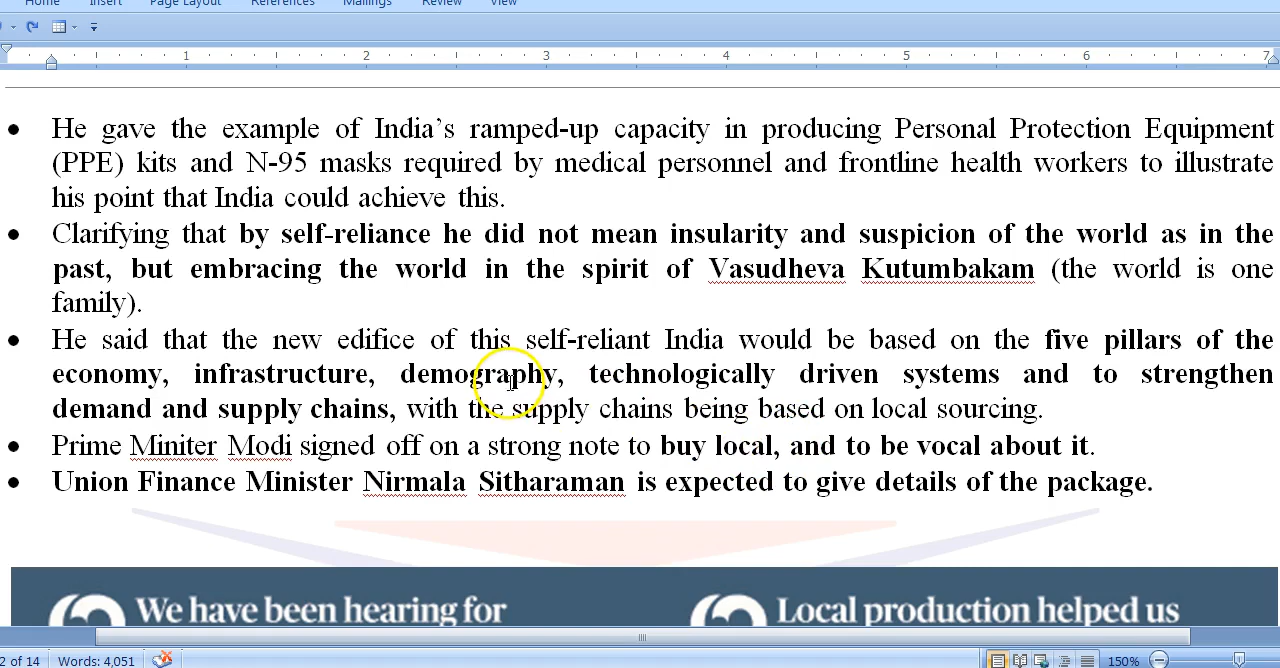 Home Insert Page Layout References Mailings Review View
1 2 3 4 5 6 7
• He gave the example of India's ramped-up capacity in producing Personal Protection Equipment
(PPE) kits and N-95 masks required by medical personnel and frontline health workers to illustrate
his point that India could achieve this.
• Clarifying that by self-reliance he did not mean insularity and suspicion of the world as in the
past, but embracing the world in the spirit of Vasudheva Kutumbakam (the world is one
family).
• He said that the new edifice of this self-reliant India would be based on the five pillars of the
economy, infrastructure, demography, technologically driven systems and to strengthen
demand and supply chains, with the supply chains being based on local sourcing.
• Prime Miniter Modi signed off on a strong note to buy local, and to be vocal about it.
• Union Finance Minister Nirmala Sitharaman is expected to give details of the package.
We have been hearing for Local production helped us
2 of 14 Words: 4,051 150%